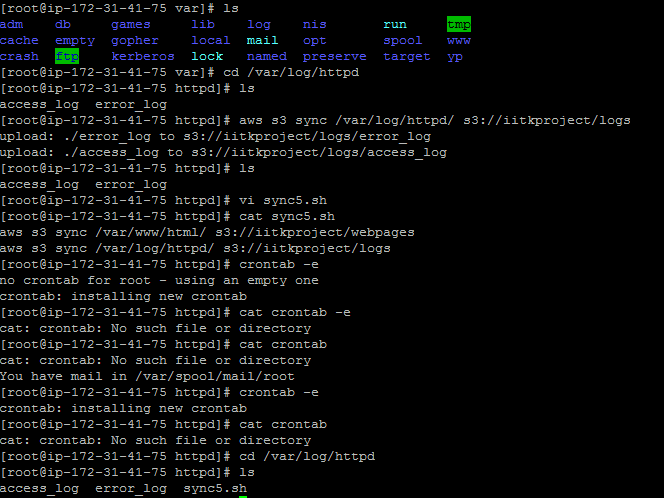 [root@ip-172-31-41-75 var]# ls
adm    db     games     lib    log    nis       run     tmp
cache  empty  gopher    local  mail   opt       spool   www
crash  ftp    kerberos  lock   named  preserve  target  yp
[root@ip-172-31-41-75 var]# cd /var/log/httpd
[root@ip-172-31-41-75 httpd]# ls
access_log  error_log
[root@ip-172-31-41-75 httpd]# aws s3 sync /var/log/httpd/ s3://iitkproject/logs
upload: ./error_log to s3://iitkproject/logs/error_log
upload: ./access_log to s3://iitkproject/logs/access_log
[root@ip-172-31-41-75 httpd]# ls
access_log  error_log
[root@ip-172-31-41-75 httpd]# vi sync5.sh
[root@ip-172-31-41-75 httpd]# cat sync5.sh
aws s3 sync /var/www/html/ s3://iitkproject/webpages
aws s3 sync /var/log/httpd/ s3://iitkproject/logs
[root@ip-172-31-41-75 httpd]# crontab -e
no crontab for root - using an empty one
crontab: installing new crontab
[root@ip-172-31-41-75 httpd]# cat crontab -e
cat: crontab: No such file or directory
[root@ip-172-31-41-75 httpd]# cat crontab
cat: crontab: No such file or directory
You have mail in /var/spool/mail/root
[root@ip-172-31-41-75 httpd]# crontab -e
crontab: installing new crontab
[root@ip-172-31-41-75 httpd]# cat crontab
cat: crontab: No such file or directory
[root@ip-172-31-41-75 httpd]# cd /var/log/httpd
[root@ip-172-31-41-75 httpd]# ls
access_log  error_log  sync5.sh